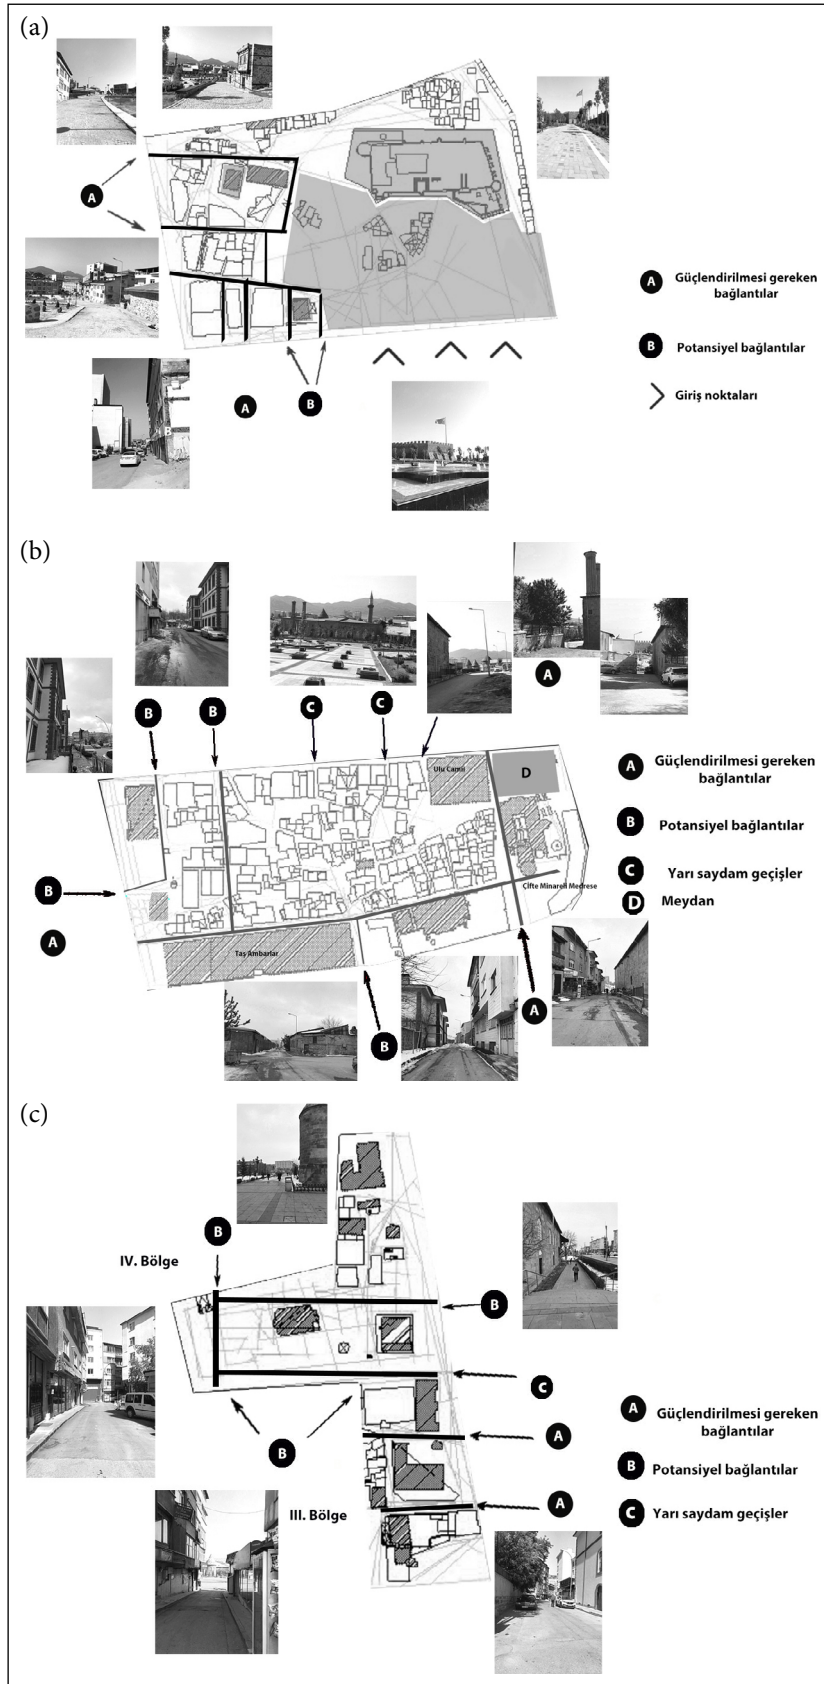 (a)
A
A
B
A
Güçlendirilmesi gereken
bağlantılar
B
Potansiyel bağlantılar
Giriş noktaları
(b)
A
B
B
C
C
Ulu Camii
D
B
A
Çifte Minareli Medrese
Taş Ambarlar
A
B
A
Güçlendirilmesi gereken
bağlantılar
B
Potansiyel bağlantılar
C
Yarı saydam geçişler
D
Meydan
(c)
B
IV. Bölge
B
C
B
A
III. Bölge
A
A
Güçlendirilmesi gereken
bağlantılar
B
Potansiyel bağlantılar
C
Yarı saydam geçişler